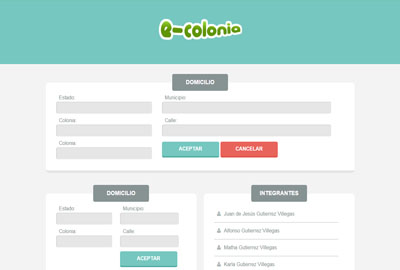 e-colonia
DOMICILIO
Estado:
Municipio:
Colonia:
Calle:
Colonia:
ACEPTAR
CANCELAR
DOMICILIO
Estado:
Municipio:
Colonia:
Calle:
ACEPTAR
INTEGRANTES
Juan de Jesús Gutierrez Villegas
Alfonso Gutierrez Villegas
Martha Gutierrez Villegas
Karla Gutierrez Villegas